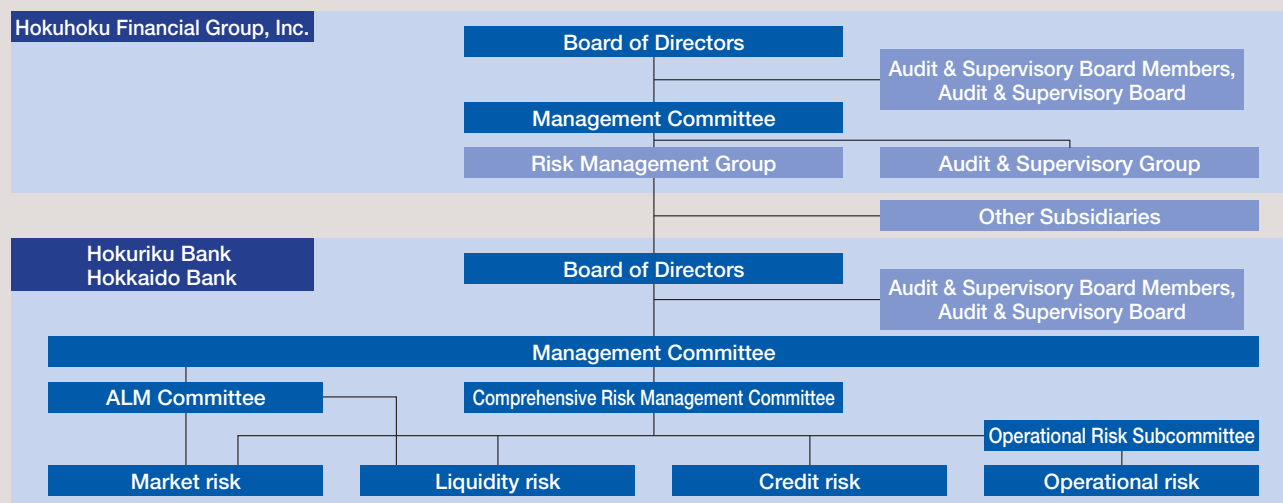 Hokuhoku Financial Group, Inc.
Board of Directors
Audit & Supervisory Board Members,
Audit & Supervisory Board
Management Committee
Risk Management Group
Audit & Supervisory Group
Other Subsidiaries
Hokuriku Bank
Hokkaido Bank
Board of Directors
Audit & Supervisory Board Members,
Audit & Supervisory Board
Management Committee
ALM Committee
Comprehensive Risk Management Committee
Operational Risk Subcommittee
Market risk
Liquidity risk
Credit risk
Operational risk